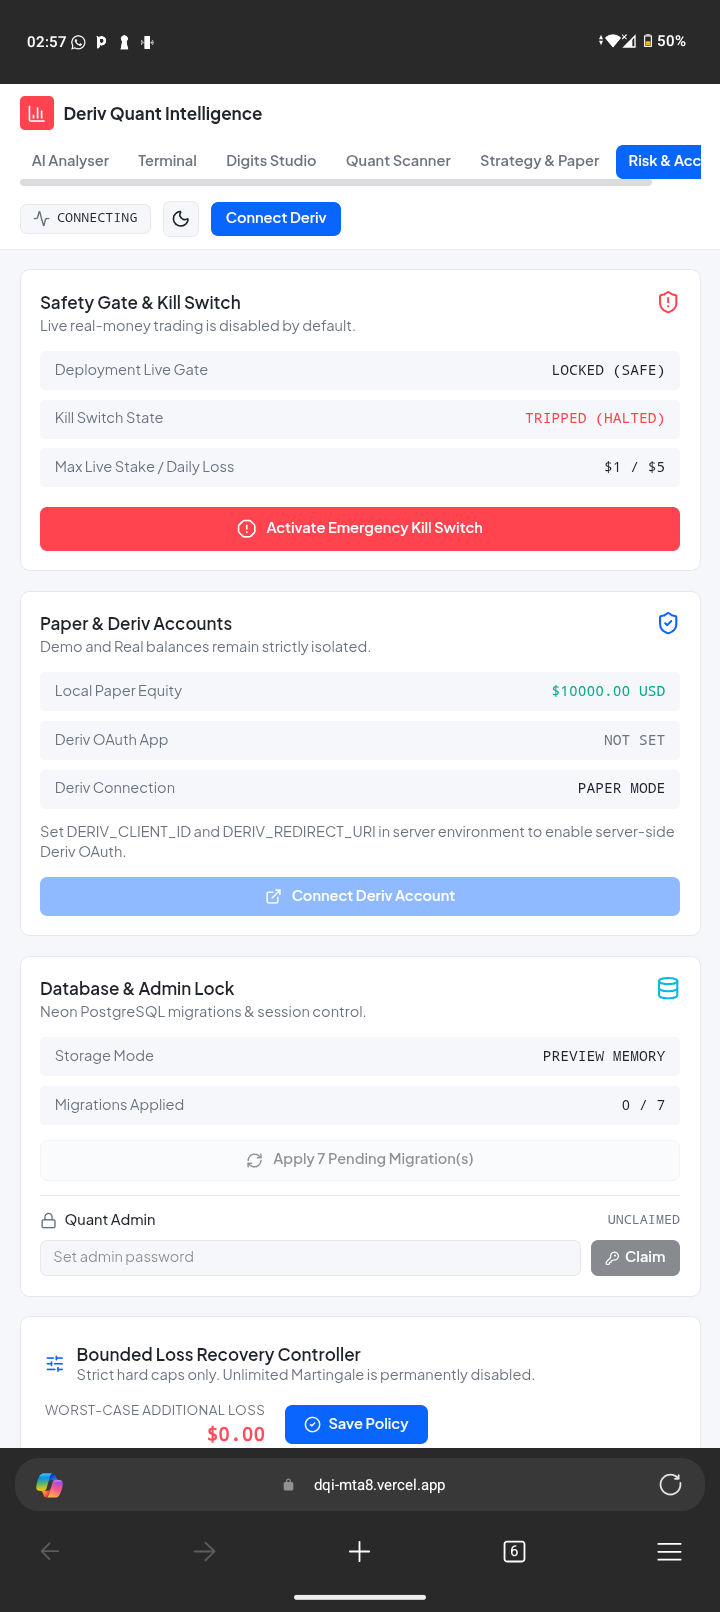 02:57
50%
Deriv Quant Intelligence
AI Analyser Terminal Digits Studio Quant Scanner Strategy & Paper Risk & Acc
CONNECTING
Connect Deriv
Safety Gate & Kill Switch
Live real-money trading is disabled by default.
Deployment Live Gate LOCKED (SAFE)
Kill Switch State TRIPPED (HALTED)
Max Live Stake / Daily Loss $1 / $5
Activate Emergency Kill Switch
Paper & Deriv Accounts
Demo and Real balances remain strictly isolated.
Local Paper Equity $10000.00 USD
Deriv OAuth App NOT SET
Deriv Connection PAPER MODE
Set DERIV_CLIENT_ID and DERIV_REDIRECT_URI in server environment to enable server-side
Deriv OAuth.
Connect Deriv Account
Database & Admin Lock
Neon PostgreSQL migrations & session control.
Storage Mode PREVIEW MEMORY
Migrations Applied 0 / 7
Apply 7 Pending Migration(s)
Quant Admin UNCLAIMED
Set admin password Claim
Bounded Loss Recovery Controller
Strict hard caps only. Unlimited Martingale is permanently disabled.
WORST-CASE ADDITIONAL LOSS
$0.00
Save Policy
dqi-mta8.vercel.app
6